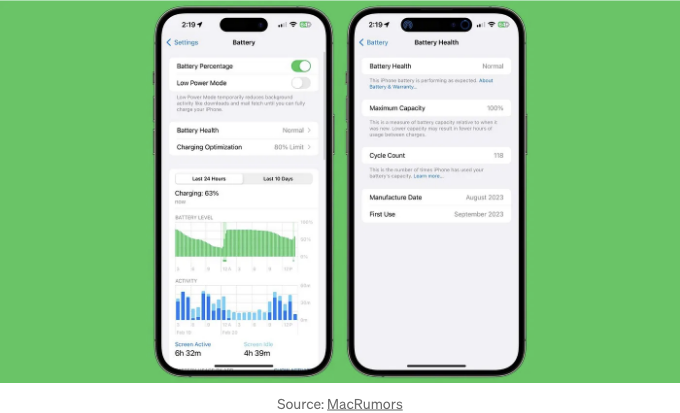 2:19
Settings
Battery
Battery Percentage
Low Power Mode
Low Power Mode temporarily reduces background
activity like downloads and mail fetch until you can fully
charge your iPhone.
Battery Health Normal
Charging Optimization 80% Limit
Last 24 Hours Last 10 Days
Charging: 63%
now
BATTERY LEVEL
100%
50%
0%
ACTIVITY
60m
30m
0m
Screen Active Screen Idle
6h 32m 4h 39m
2:19
Battery
Battery Health
Battery Health Normal
This iPhone battery is performing as expected. About
Battery & Warranty...
Maximum Capacity 100%
This is a measure of battery capacity relative to when it
was new. Lower capacity may result in fewer hours of
usage between charges.
Cycle Count 118
This is the number of times iPhone has used your
battery's capacity. Learn more...
Manufacture Date August 2023
First Use September 2023
Source: MacRumors